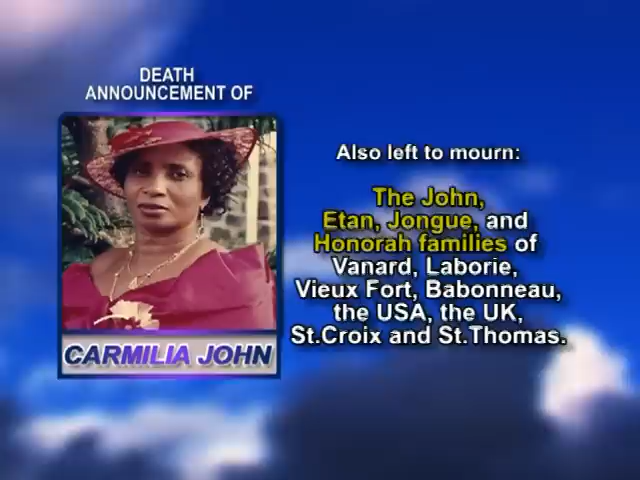 DEATH
ANNOUNCEMENT OF
CARMILIA JOHN
Also left to mourn:
The John,
Etan, Jongue, and
Honorah families of
Vanard, Laborie,
Vieux Fort, Babonneau,
the USA, the UK,
St.Croix and St.Thomas.